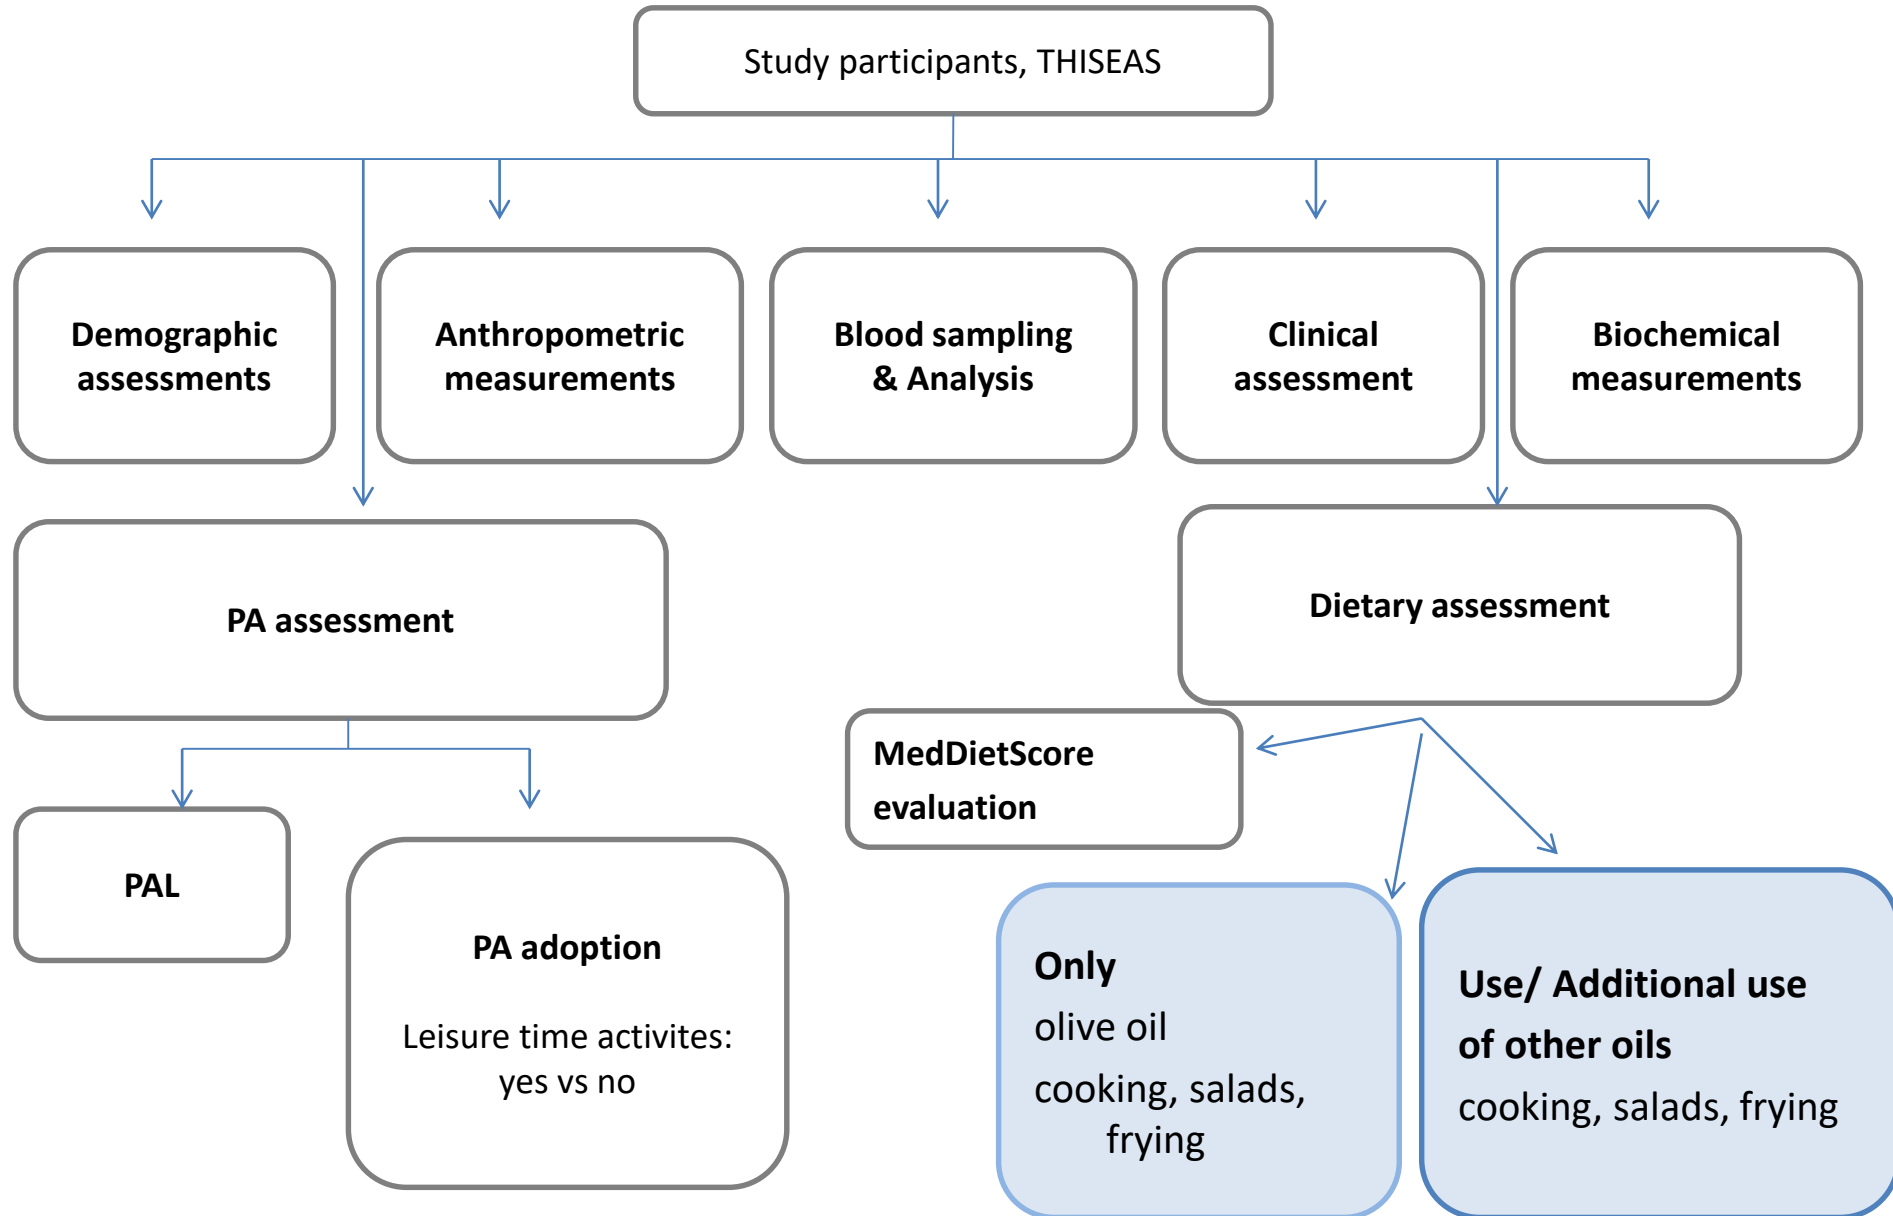 Study participants, THISEAS
Demographic
assessments
Anthropometric
measurements
Blood sampling
& Analysis
Clinical
assessment
Biochemical
measurements
PA assessment
Dietary assessment
MedDietScore
evaluation
PAL
PA adoption
Leisure time activites:
yes vs no
Only
olive oil
cooking, salads,
frying
Use/ Additional use
of other oils
cooking, salads, frying